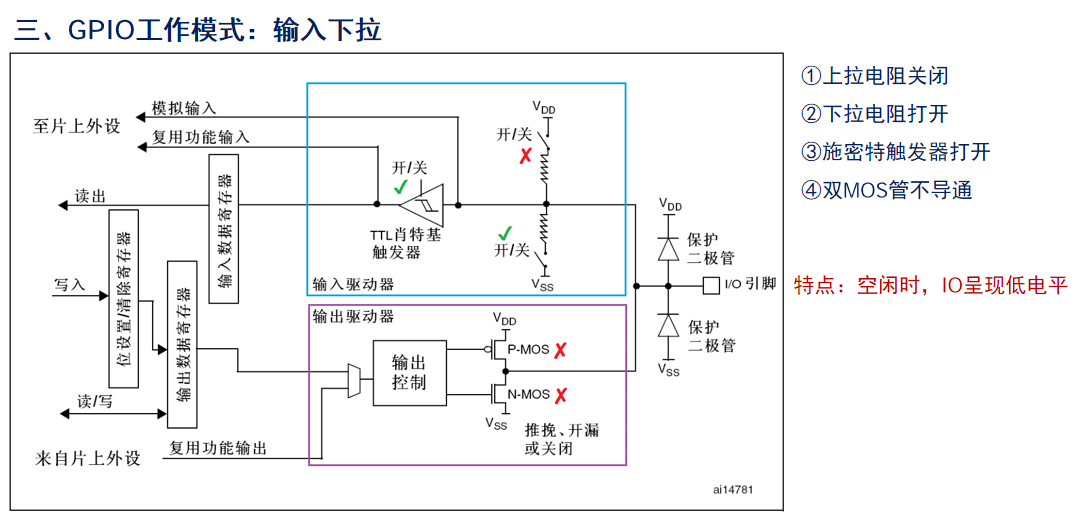 三、GPIO工作模式：输入下拉
①上拉电阻关闭
②下拉电阻打开
③施密特触发器打开
④双MOS管不导通
特点：空闲时，IO呈现低电平
至片上外设
模拟输入
复用功能输入
读出
输入数据寄存器
开/关
TTL肖特基
触发器
VDD
开/关
开/关
VSS
输入驱动器
VDD
保护
二极管
I/O 引脚
保护
二极管
VSS
写入
位设置/清除寄存器
输出数据寄存器
读/写
来自片上外设
复用功能输出
输出驱动器
输出
控制
VDD
P-MOS
N-MOS
VSS
推挽、开漏
或关闭
ai14781